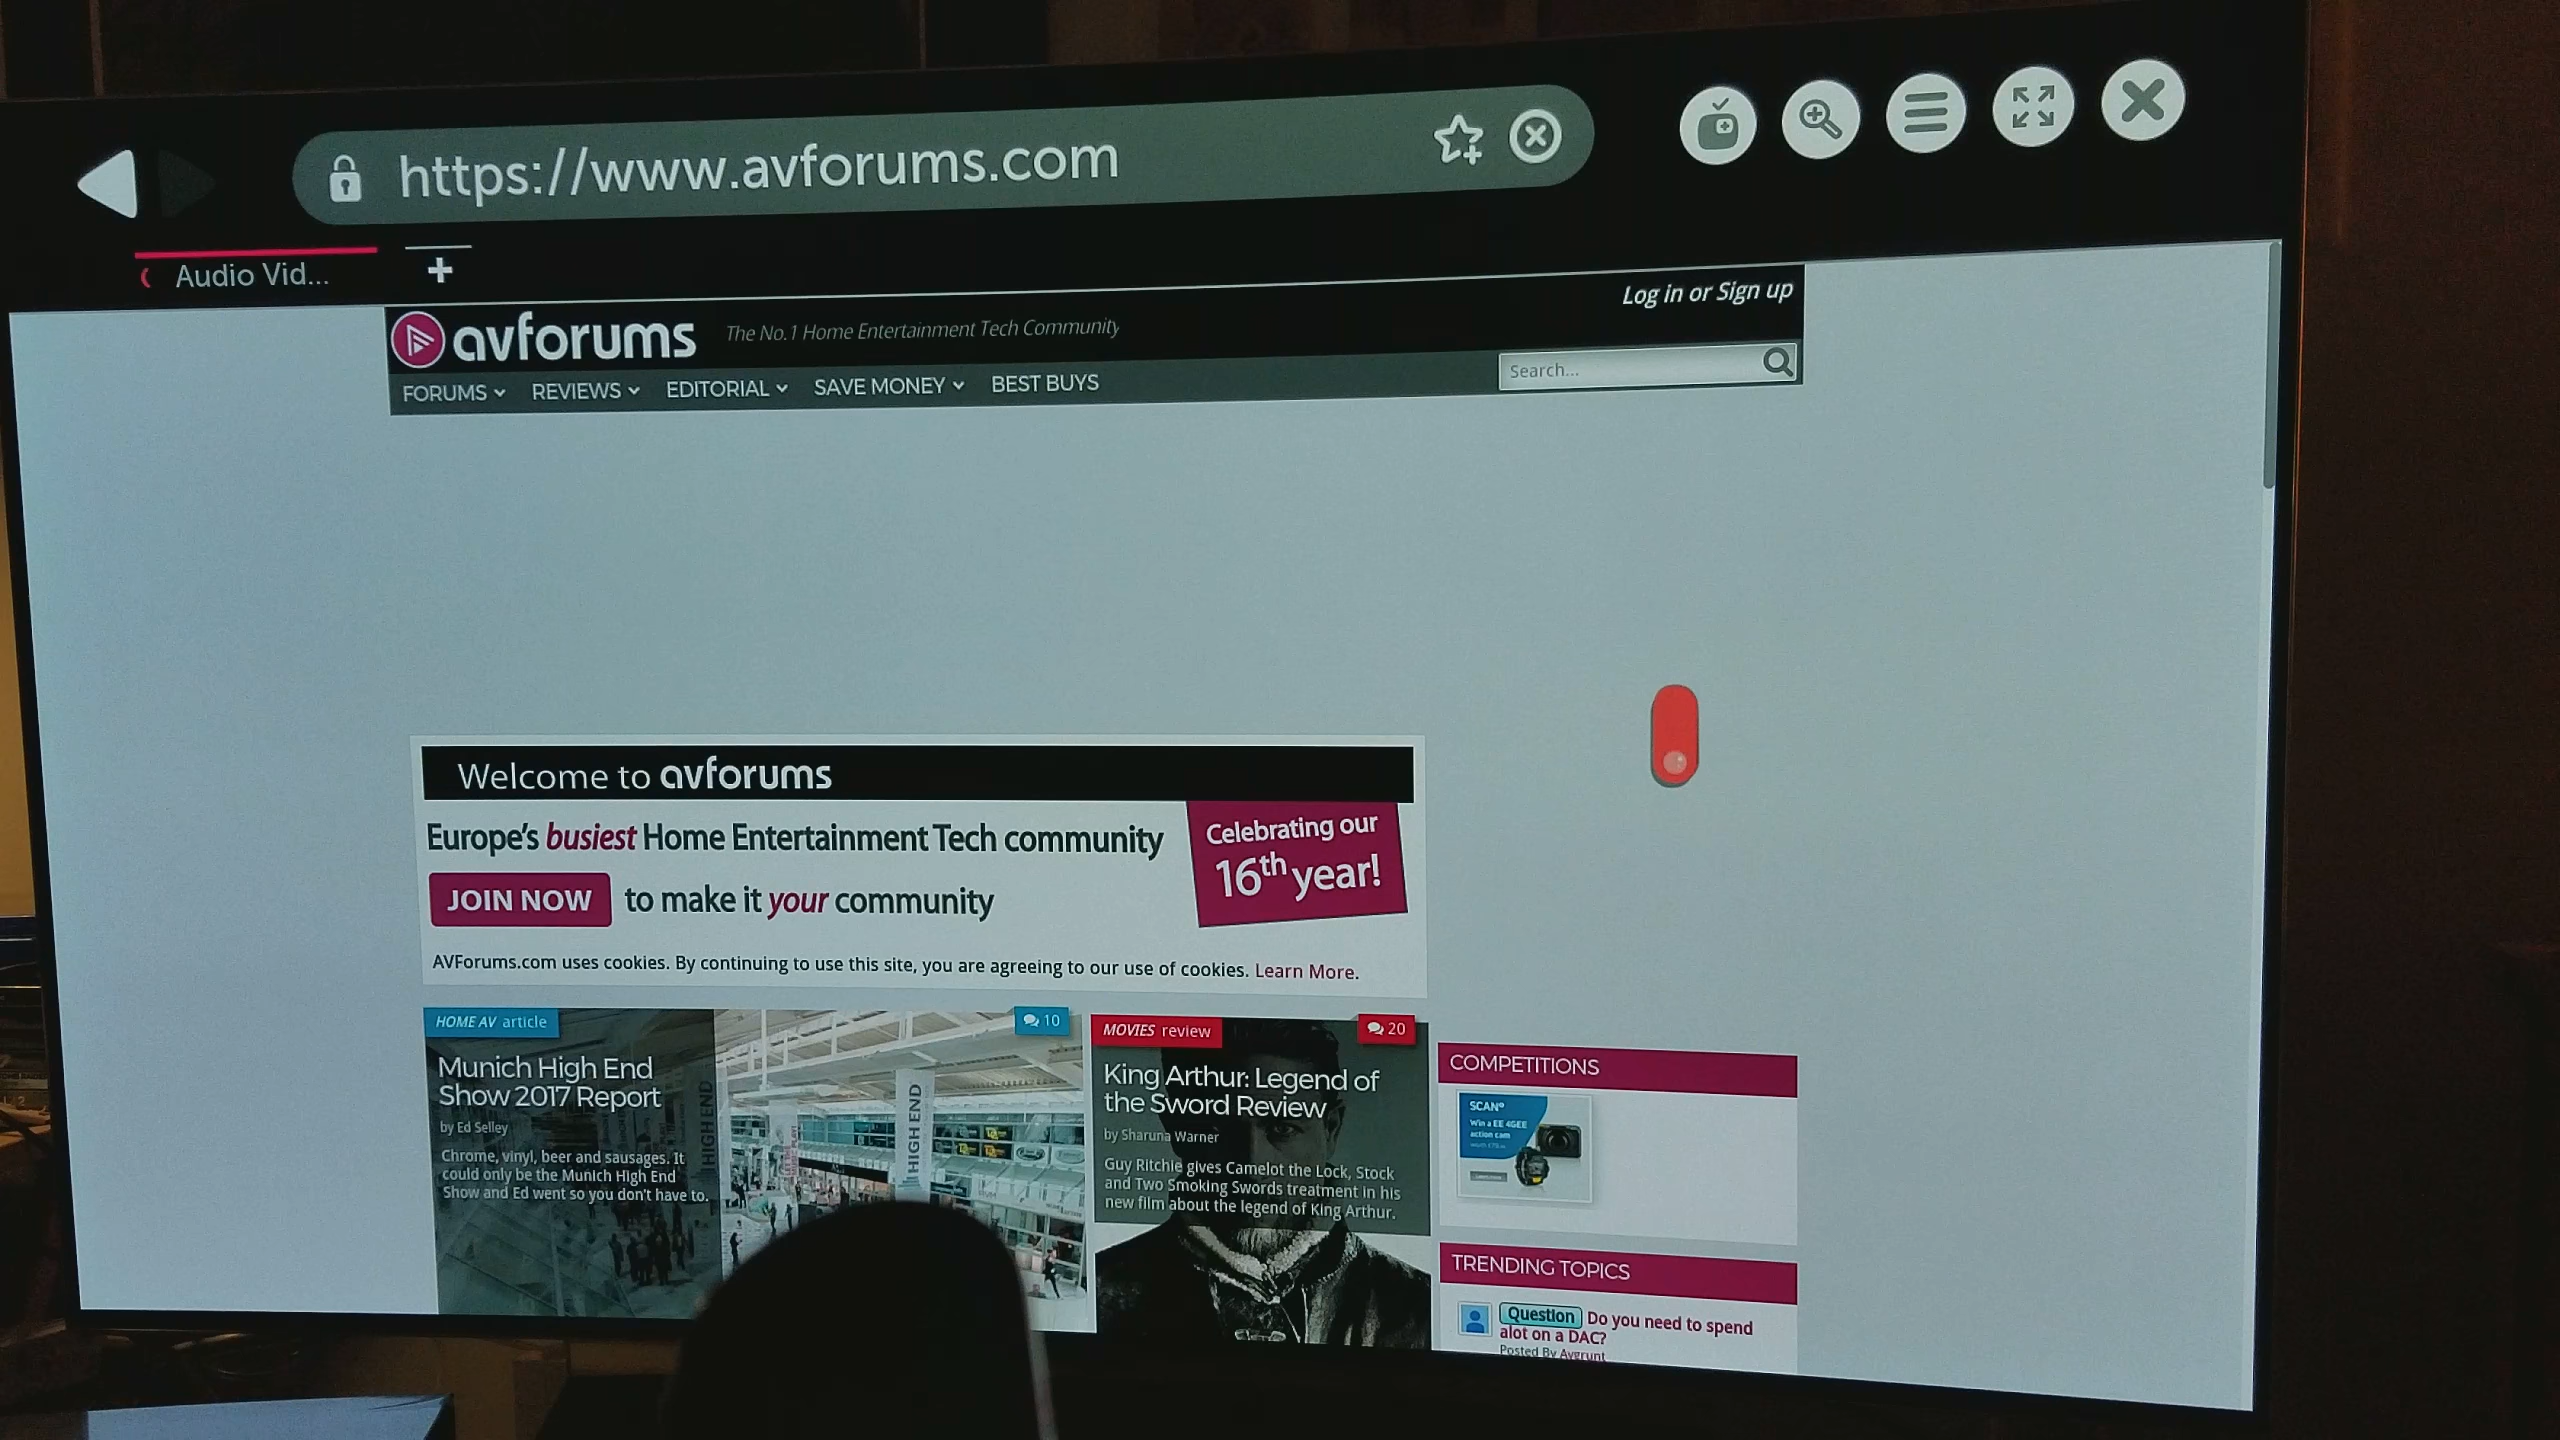 https://www.avforums.com
Audio Vid...
Log in or Sign up
avforums The No.1 Home Entertainment Tech Community
FORUMS REVIEWS EDITORIAL SAVE MONEY BEST BUYS
Search...
Welcome to avforums
Europe's busiest Home Entertainment Tech community
JOIN NOW to make it your community
Celebrating our
16th year!
AVForums.com uses cookies. By continuing to use this site, you are agreeing to our use of cookies. Learn More.
HOME AV article
10
Munich High End
Show 2017 Report
by Ed Selley
Chrome, vinyl, beer and sausages. It
could only be the Munich High End
Show and Ed went so you don't have to.
HIGH END
HIGH END
MOVIES review
20
King Arthur: Legend of
the Sword Review
by Sharuna Warner
Guy Ritchie gives Camelot the Lock, Stock
and Two Smoking Swords treatment in his
new film about the legend of King Arthur.
COMPETITIONS
SCAN
Win a EE 4GEE
action cam
TRENDING TOPICS
Question Do you need to spend
alot on a DAC?
Posted By Avgrunt